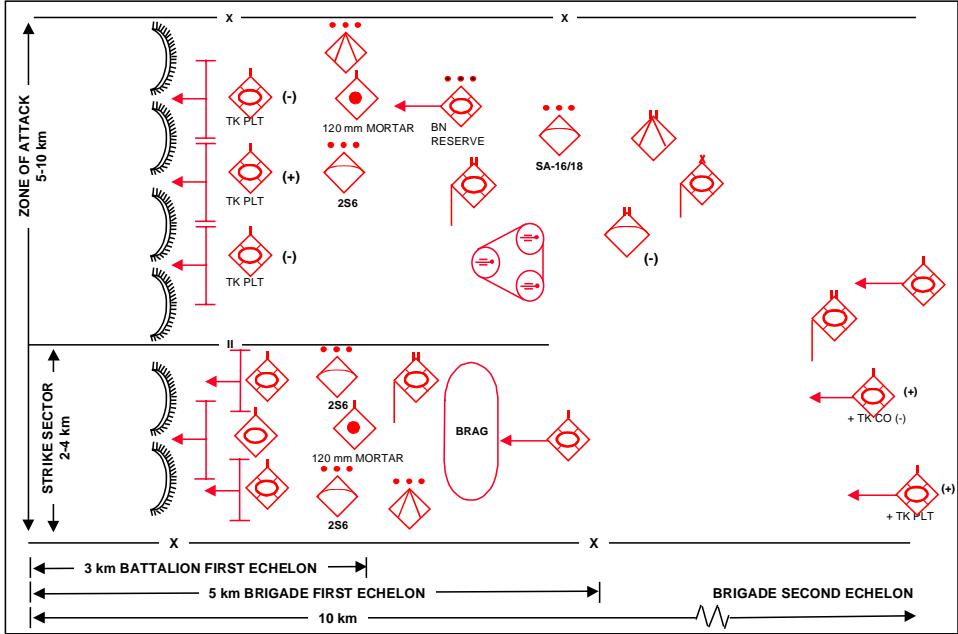 X
X
ZONE OF ATTACK
5-10 km
(-)
TK PLT
120 mm MORTAR
BN
RESERVE
SA-16/18
(+)
TK PLT
2S6
(-)
TK PLT
(-)
II
STRIKE SECTOR
2-4 km
2S6
120 mm MORTAR
2S6
BRAG
(+)
+ TK CO (-)
(+)
+ TK PLT
X
X
3 km BATTALION FIRST ECHELON
5 km BRIGADE FIRST ECHELON
BRIGADE SECOND ECHELON
10 km